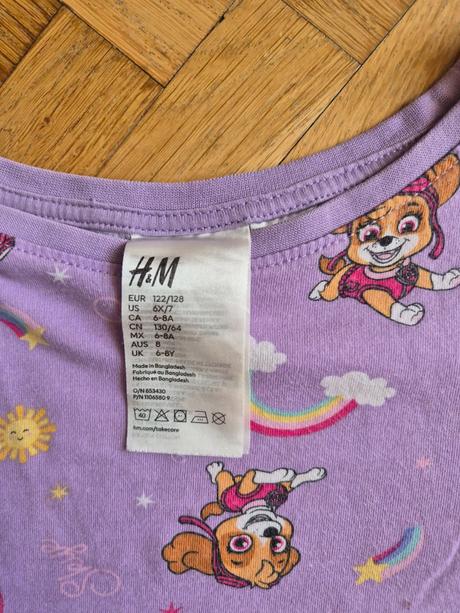 H&M
EUR 122/128
US 6X/7
CA 6-8A
CN 130/64
MX 6-8A
AUS 8
UK 6-8Y
Made in Bangladesh
Fabriqué au Bangladesh
Hecho en Bangladesh
O/N 653430
P/N 1106580 9
40
hm.com/takecare
Skye